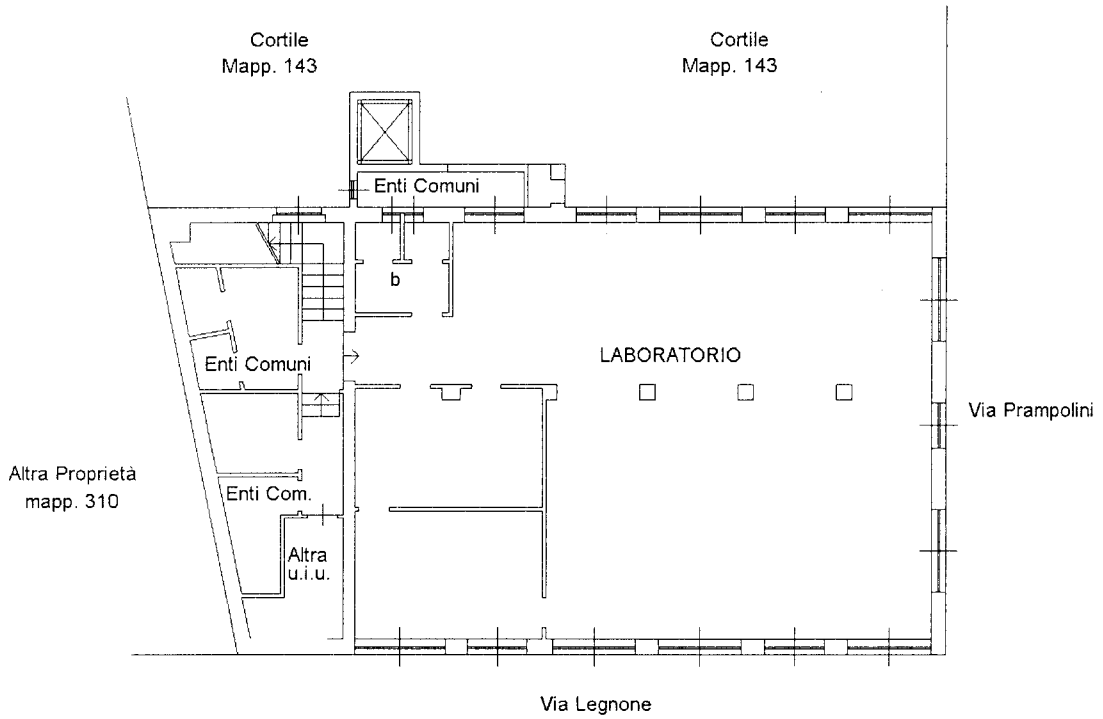 Cortile
Mapp. 143
Cortile
Mapp. 143
Enti Comuni
b
LABORATORIO
Enti Comuni
Via Prampolini
Altra Proprietà
mapp. 310
Enti Com.
Altra
u.i.u.
Via Legnone